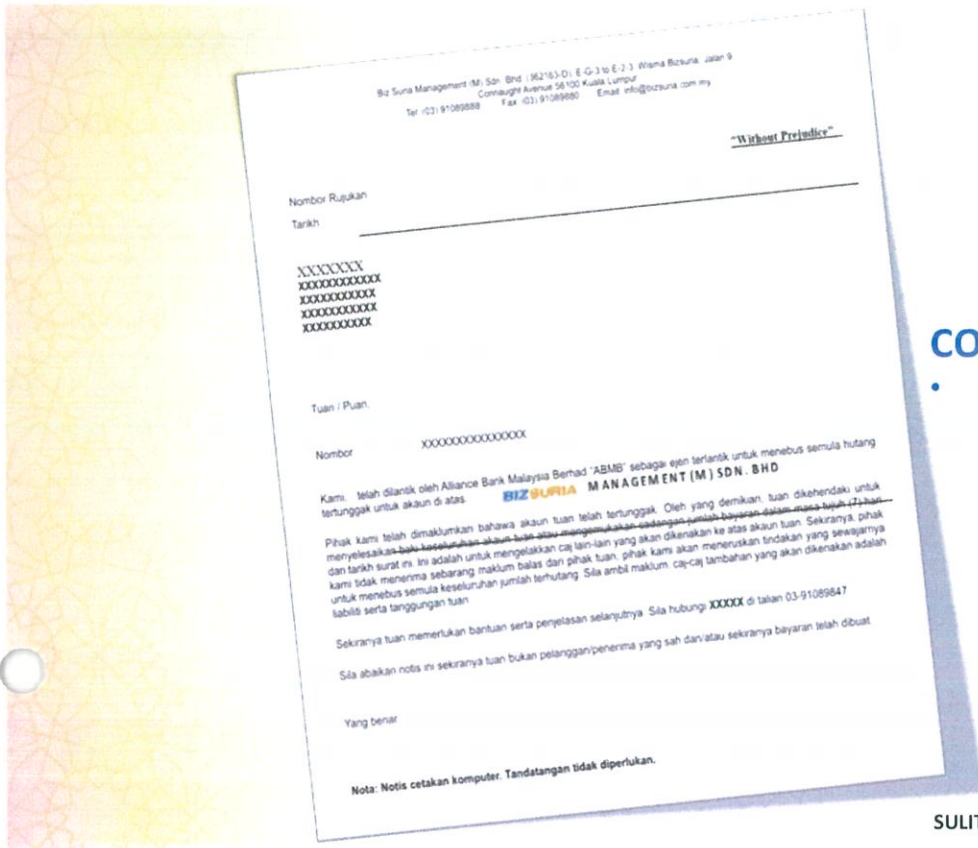 Biz Suria Management (M) Sdn. Bhd. (362163-D). E-G-3 to E-2-3. Wisma Bizsuria. Jalan 9
Connaught Avenue 56100 Kuala Lumpur
Tel: (03) 91089888 Fax: (03) 91089880 Email: info@bizsuria.com.my
"Without Prejudice"
Nombor Rujukan
Tarikh
XXXXXXX
XXXXXXXXXXXX
XXXXXXXXXXX
XXXXXXXXXXX
XXXXXXXXXX
CO
•
Tuan / Puan,
Nombor XXXXXXXXXXXXXXX
Kami, telah dilantik oleh Alliance Bank Malaysia Berhad "ABMB" sebagai ejen terlantik untuk menebus semula hutang
tertunggak untuk akaun di atas. BIZSURIA MANAGEMENT (M) SDN. BHD
Pihak kami telah dimaklumkan bahawa akaun tuan telah tertunggak. Oleh yang demikian, tuan dikehendaki untuk
menyelesaikan baki keseluruhan akaun tuan atau mengemukakan cadangan jumlah bayaran dalam masa tujuh (7) hari
dari tarikh surat ini. Ini adalah untuk mengelakkan caj lain-lain yang akan dikenakan ke atas akaun tuan. Sekiranya, pihak
kami tidak menerima sebarang maklum balas dari pihak tuan, pihak kami akan meneruskan tindakan yang sewajarnya
untuk menebus semula keseluruhan jumlah terhutang. Sila ambil maklum, caj-caj tambahan yang akan dikenakan adalah
liabiliti serta tanggungan tuan
Sekiranya tuan memerlukan bantuan serta penjelasan selanjutnya. Sila hubungi XXXXX di talian 03-91089847
Sila abaikan notis ini sekiranya tuan bukan pelanggan/penerima yang sah dan/atau sekiranya bayaran telah dibuat
Yang benar
Nota: Notis cetakan komputer. Tandatangan tidak diperlukan.
SULIT